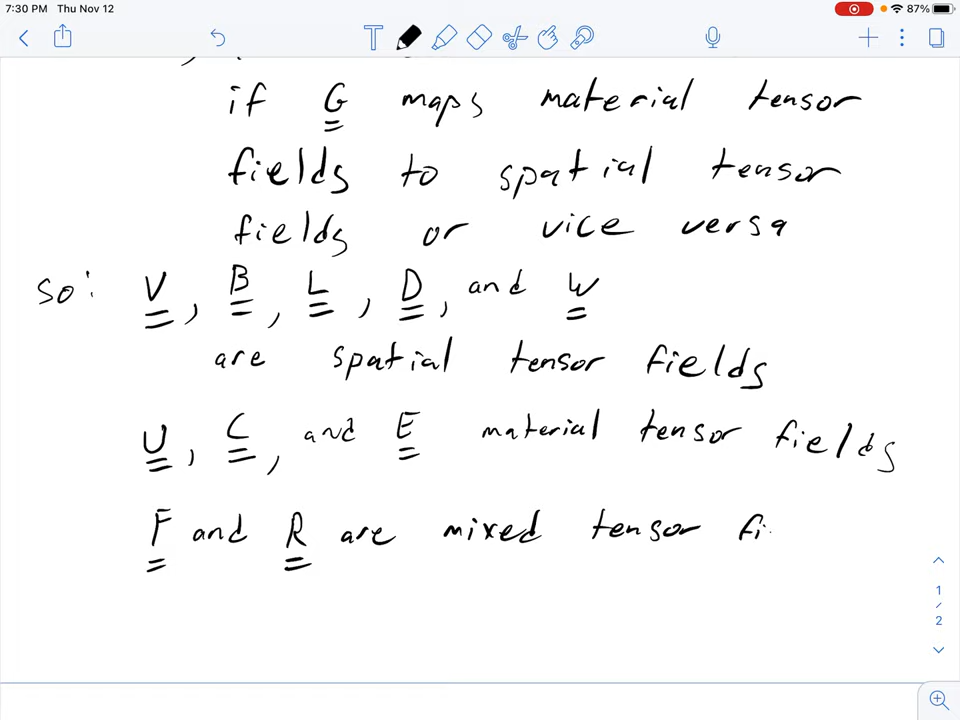 7:30 PM Thu Nov 12
87%
if G maps material tensor
fields to spatial tensor
fields or vice versa
so: V, B, L, D, and W
are spatial tensor fields
U, C, and E material tensor fields
F and R are mixed tensor fi
1
/
2